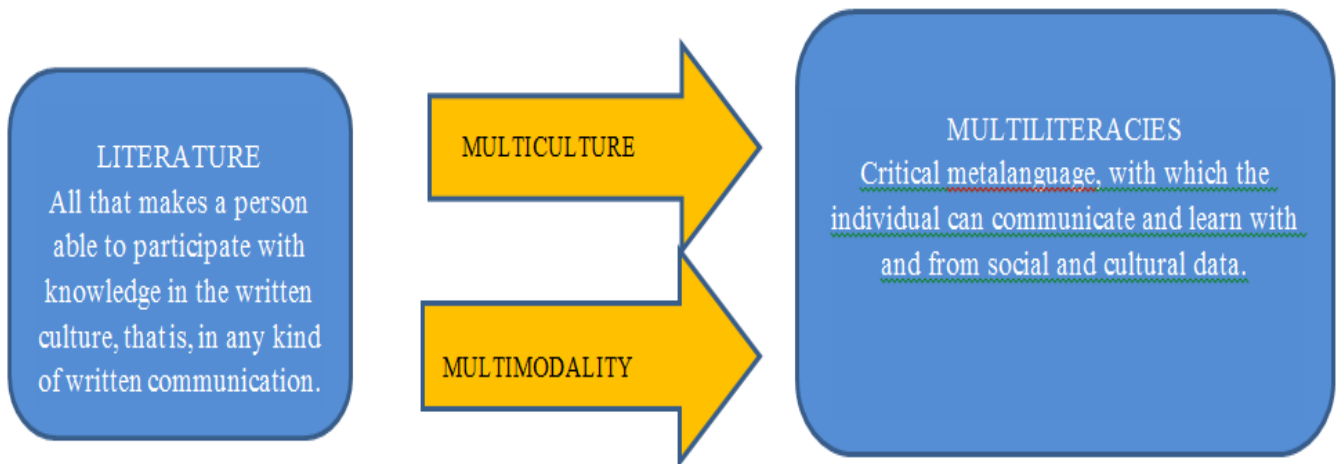 LITERATURE
All that makes a person
able to participate with
knowledge in the written
culture, that is, in any kind
of written communication.
MULTICULTURE
MULTIMODALITY
MULTILITERACIES
Critical metalanguage, with which the
individual can communicate and learn with
and from social and cultural data.